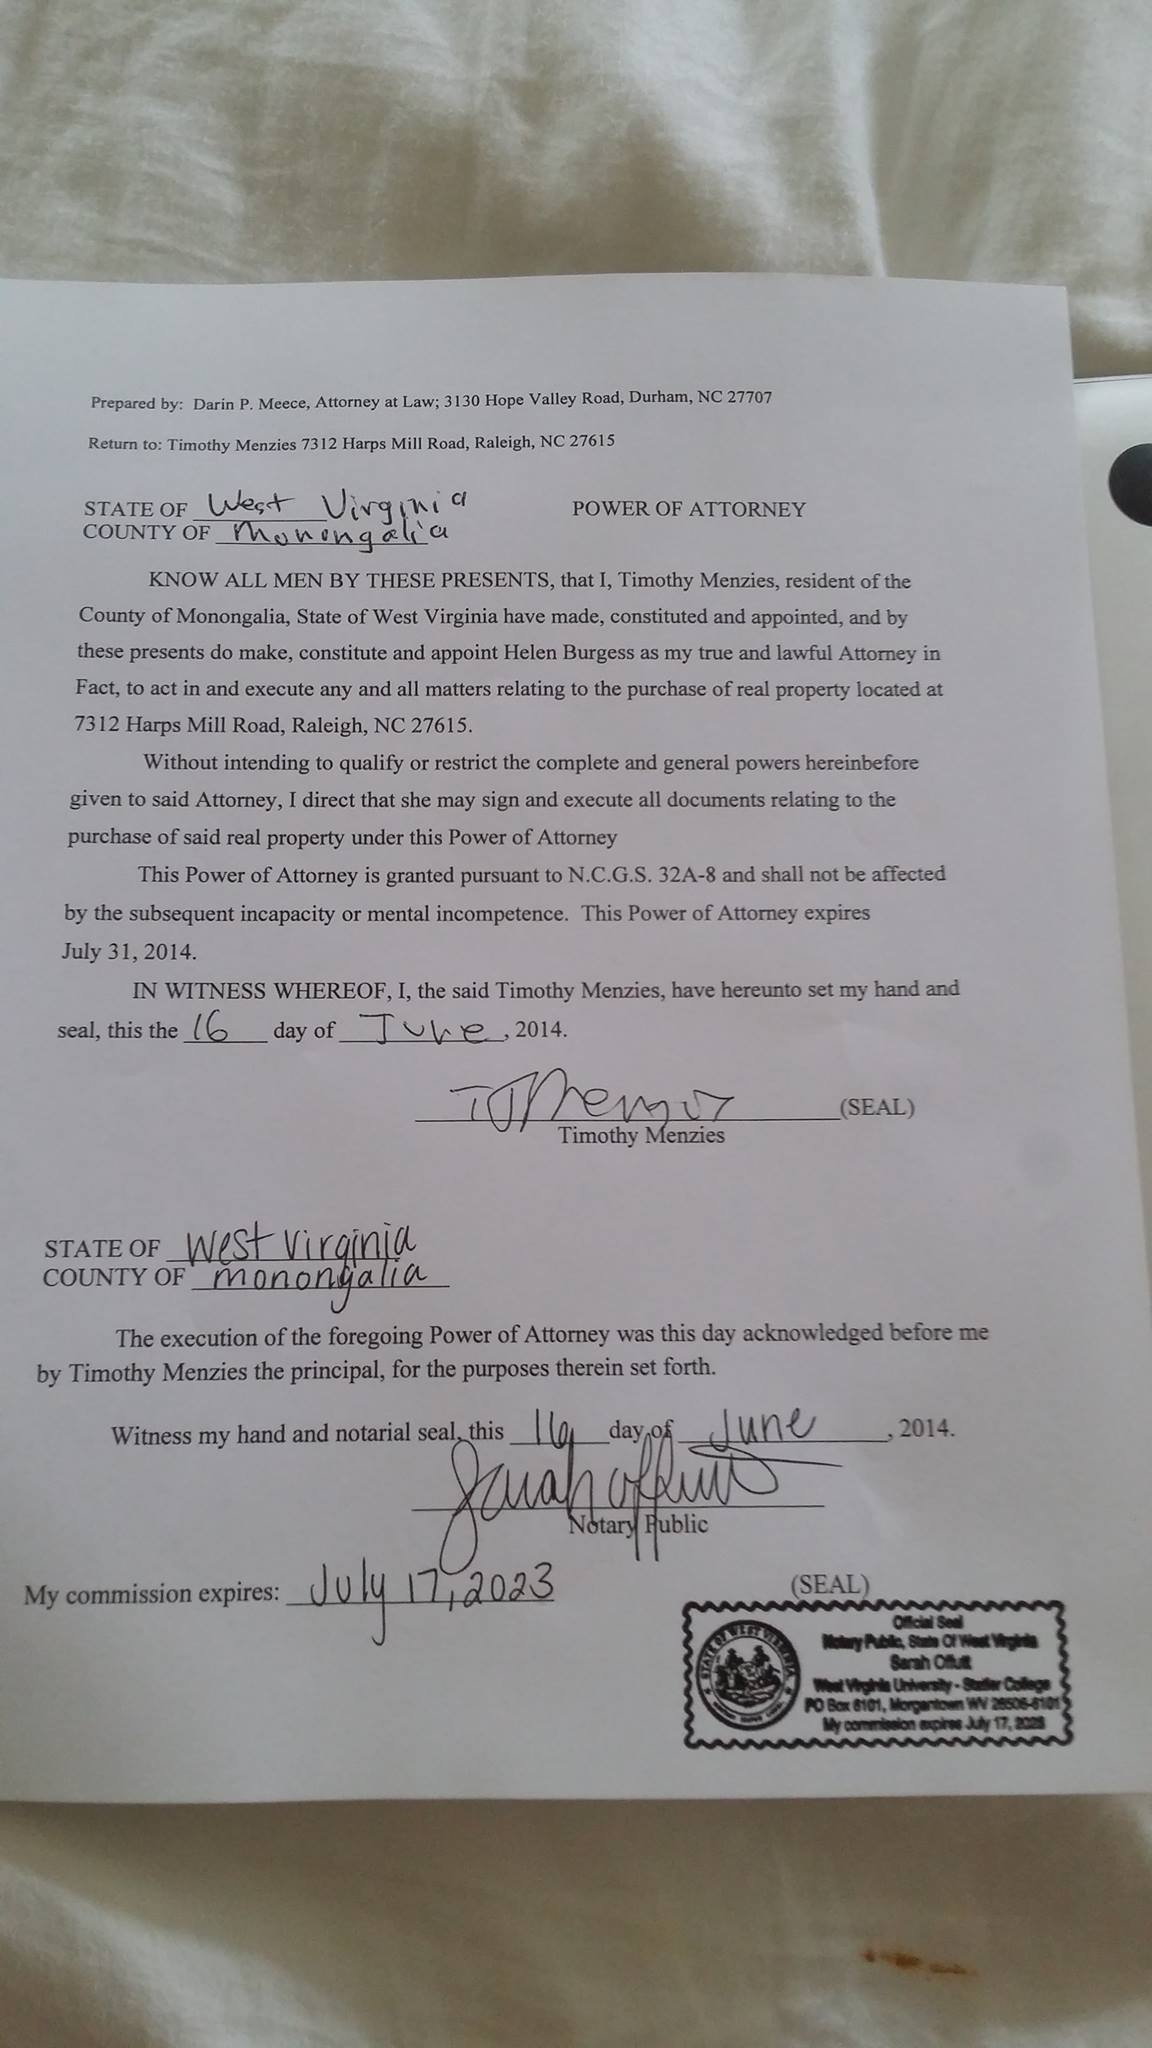 Prepared by: Darin P. Meece, Attorney at Law; 3130 Hope Valley Road, Durham, NC 27707
Return to: Timothy Menzies 7312 Harps Mill Road, Raleigh, NC 27615
STATE OF West Virginia POWER OF ATTORNEY
COUNTY OF Monongalia
KNOW ALL MEN BY THESE PRESENTS, that I, Timothy Menzies, resident of the
County of Monongalia, State of West Virginia have made, constituted and appointed, and by
these presents do make, constitute and appoint Helen Burgess as my true and lawful Attorney in
Fact, to act in and execute any and all matters relating to the purchase of real property located at
7312 Harps Mill Road, Raleigh, NC 27615.
Without intending to qualify or restrict the complete and general powers hereinbefore
given to said Attorney, I direct that she may sign and execute all documents relating to the
purchase of said real property under this Power of Attorney
This Power of Attorney is granted pursuant to N.C.G.S. 32A-8 and shall not be affected
by the subsequent incapacity or mental incompetence. This Power of Attorney expires
July 31, 2014.
IN WITNESS WHEREOF, I, the said Timothy Menzies, have hereunto set my hand and
seal, this the 16 day of June, 2014.
(SEAL)
Timothy Menzies
STATE OF West Virginia
COUNTY OF monongalia
The execution of the foregoing Power of Attorney was this day acknowledged before me
by Timothy Menzies the principal, for the purposes therein set forth.
Witness my hand and notarial seal, this 16 day of June, 2014.
Sarah Offutt
Notary Public
My commission expires: July 17, 2023
(SEAL)
STATE OF WEST VIRGINIA
Official Seal
Notary Public, State Of West Virginia
Sarah Offutt
West Virginia University - Statler College
PO Box 6101, Morgantown WV 26506-6101
My commission expires July 17, 2023